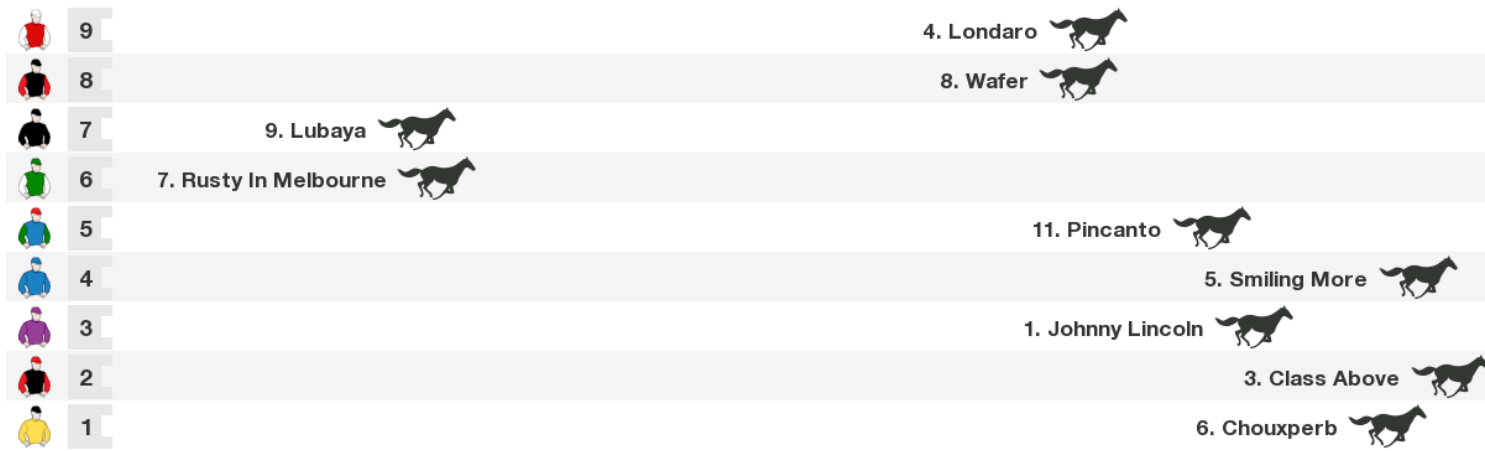 9 4. Londaro
8 8. Wafer
7 9. Lubaya
6 7. Rusty In Melbourne
5 11. Pincanto
4 5. Smiling More
3 1. Johnny Lincoln
2 3. Class Above
1 6. Chouxperb